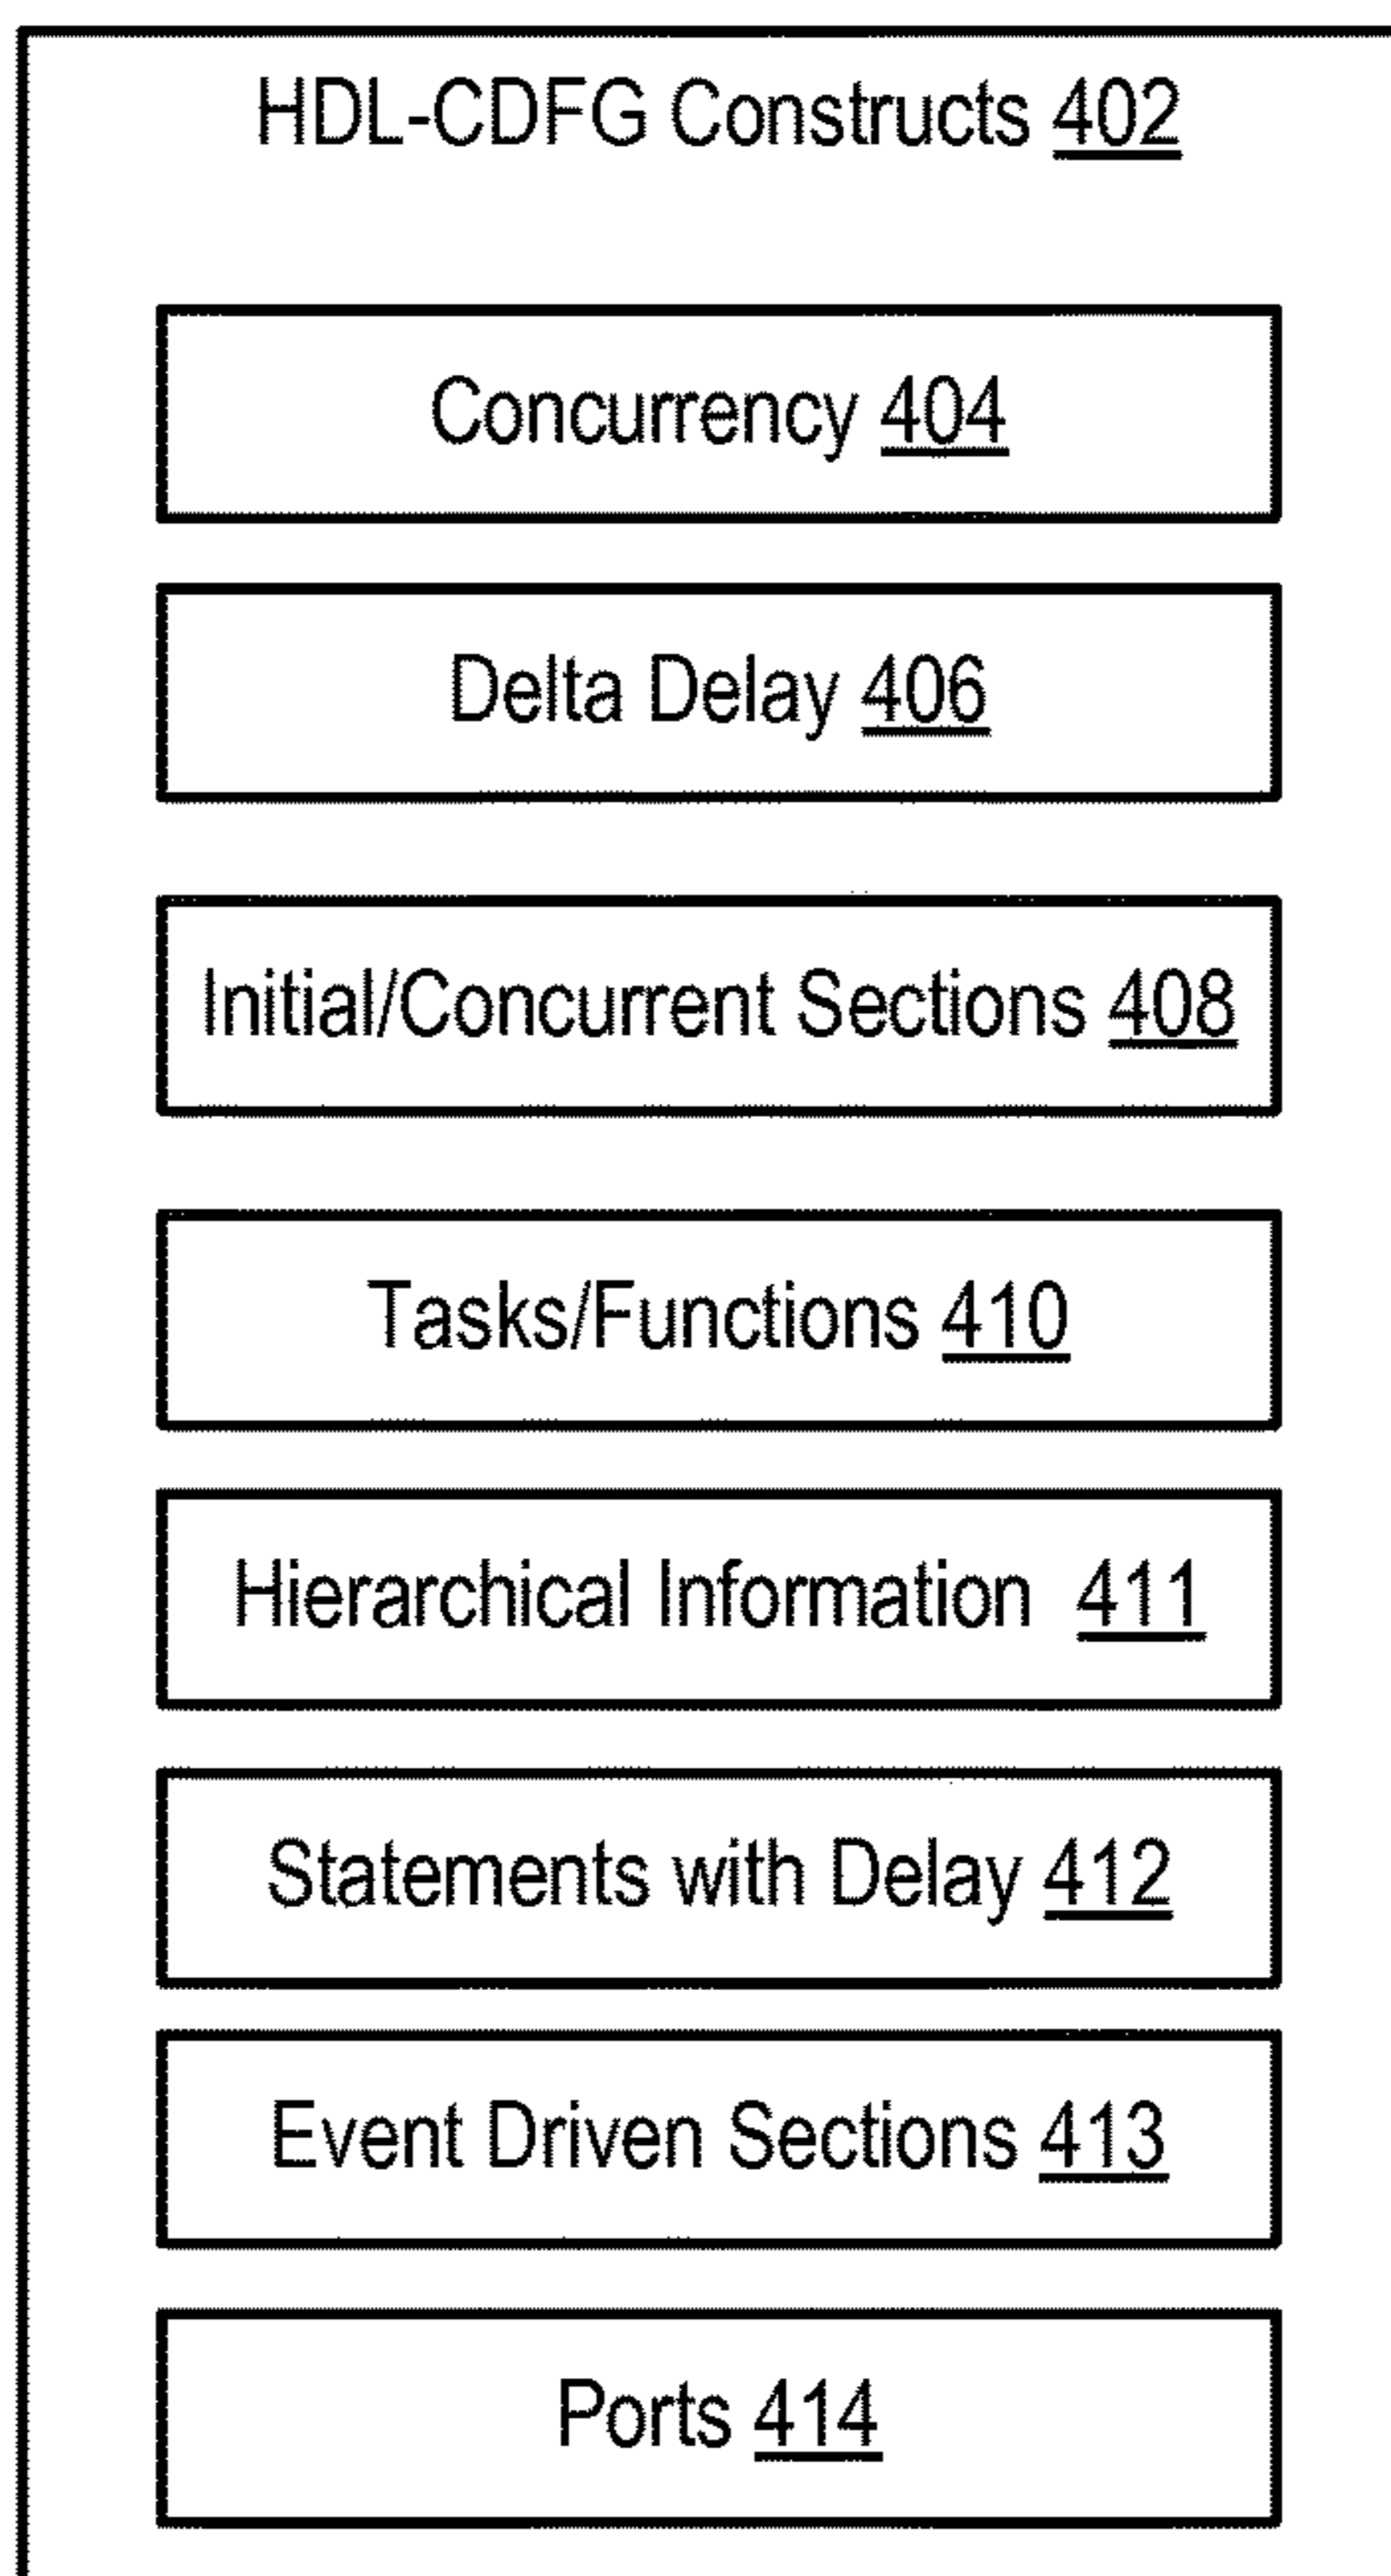 HDL-CDFG Constructs 402
Concurrency 404
Delta Delay 406
Initial/Concurrent Sections 408
Tasks/Functions 410
Hierarchical Information 411
Statements with Delay 412
Event Driven Sections 413
Ports 414